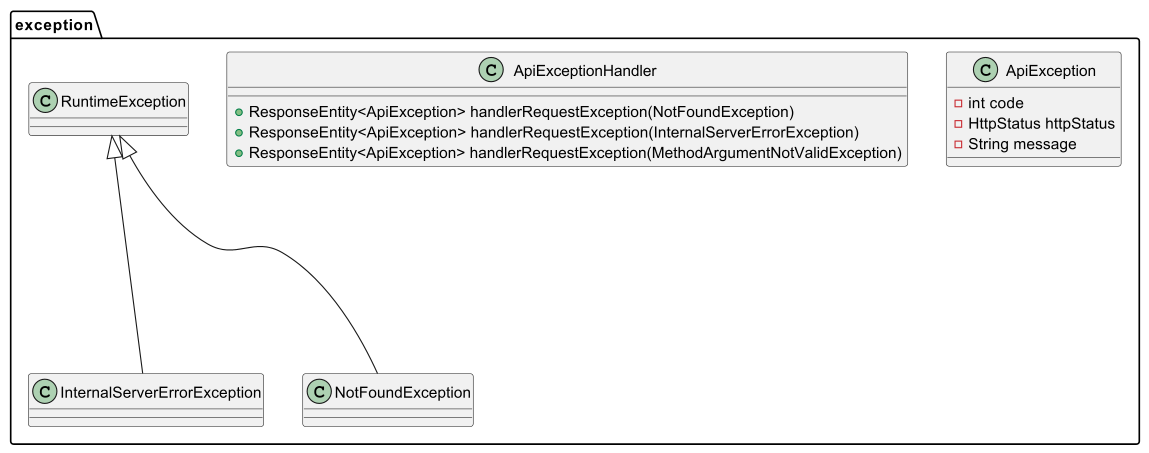 exception
C RuntimeException
C ApiExceptionHandler
ResponseEntity<ApiException> handlerRequestException(NotFoundException)
ResponseEntity<ApiException> handlerRequestException(InternalServerErrorException)
ResponseEntity<ApiException> handlerRequestException(MethodArgumentNotValidException)
C ApiException
int code
HttpStatus httpStatus
String message
C InternalServerErrorException
C NotFoundException